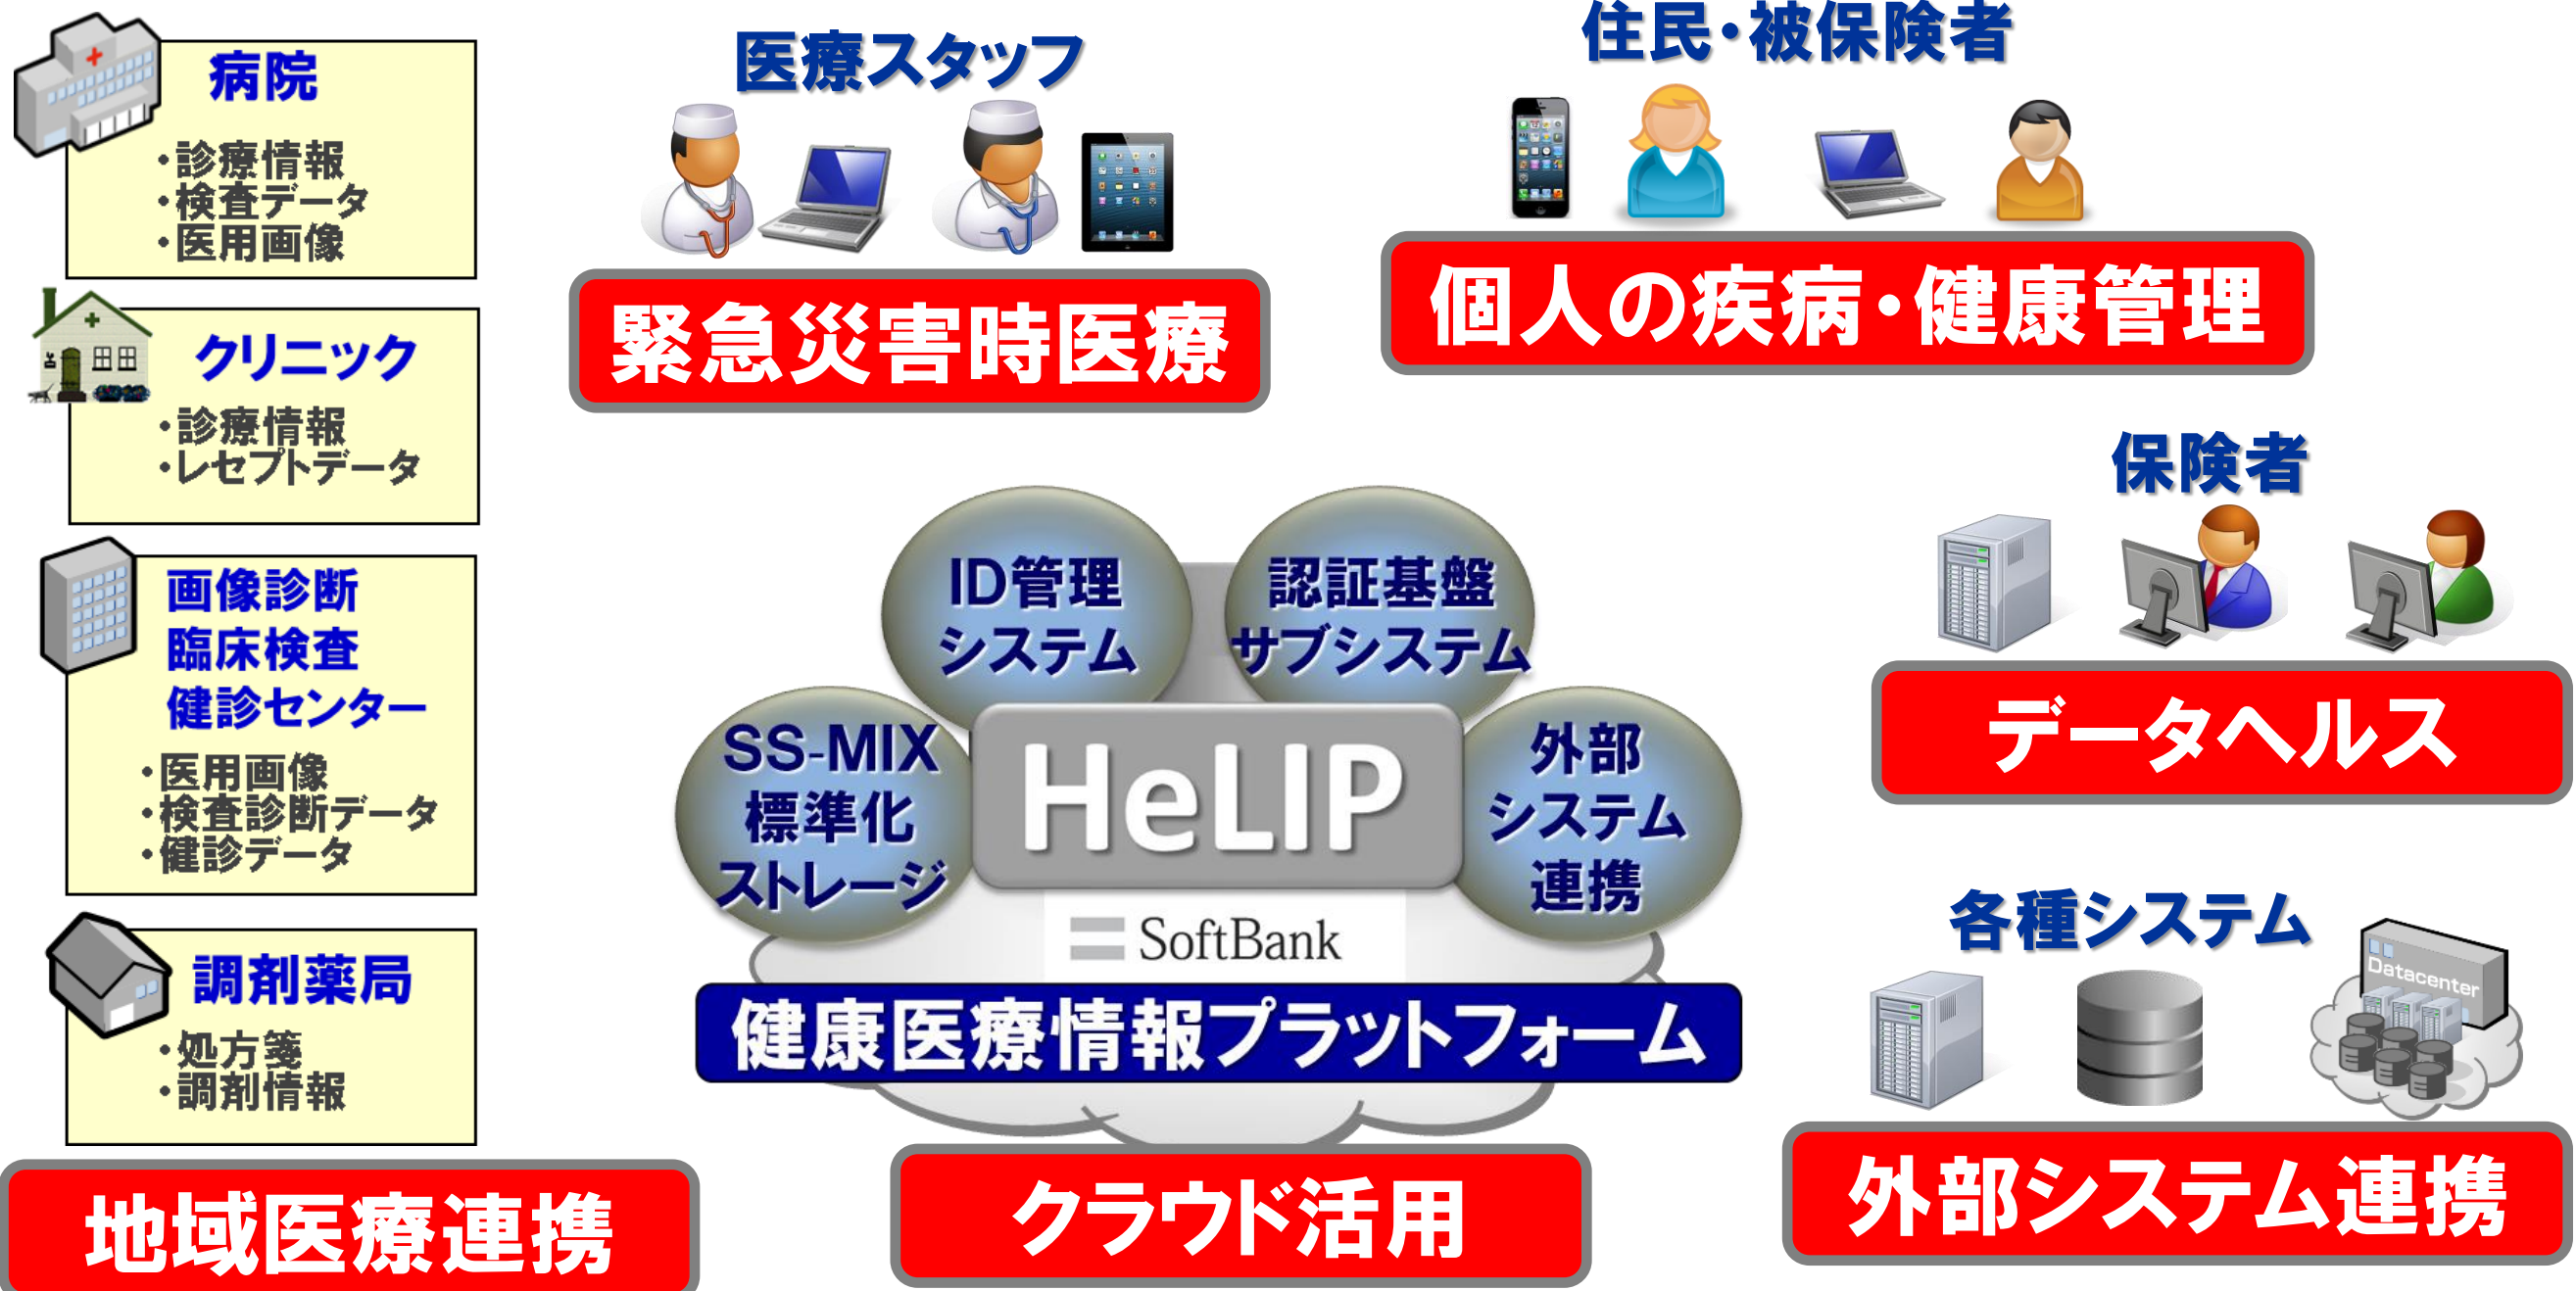 病院
・診療情報
・検査データ
・医用画像
クリニック
・診療情報
・レセプトデータ
画像診断
臨床検査
健診センター
・医用画像
・検査診断データ
・健診データ
調剤薬局
・処方箋
・調剤情報
地域医療連携
医療スタッフ
緊急災害時医療
住民・被保険者
個人の疾病・健康管理
ID管理
システム
認証基盤
サブシステム
SS-MIX
標準化
ストレージ
HeLIP
外部
システム
連携
SoftBank
健康医療情報プラットフォーム
クラウド活用
保険者
データヘルス
各種システム
Datacenter
外部システム連携